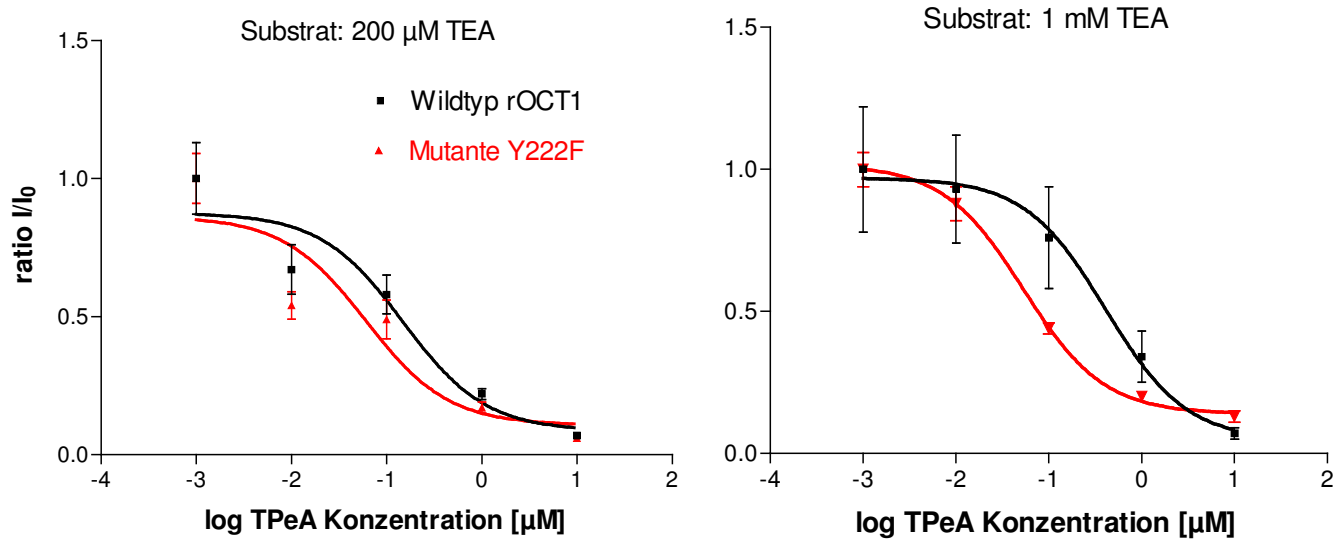 Substrat: 200 µM TEA
1.5
1.0
0.5
0.0
ratio I/I0
Wildtyp rOCT1
Mutante Y222F
-4 -3 -2 -1 0 1 2
log TPeA Konzentration [µM]
Substrat: 1 mM TEA
1.5
1.0
0.5
0.0
-4 -3 -2 -1 0 1 2
log TPeA Konzentration [µM]